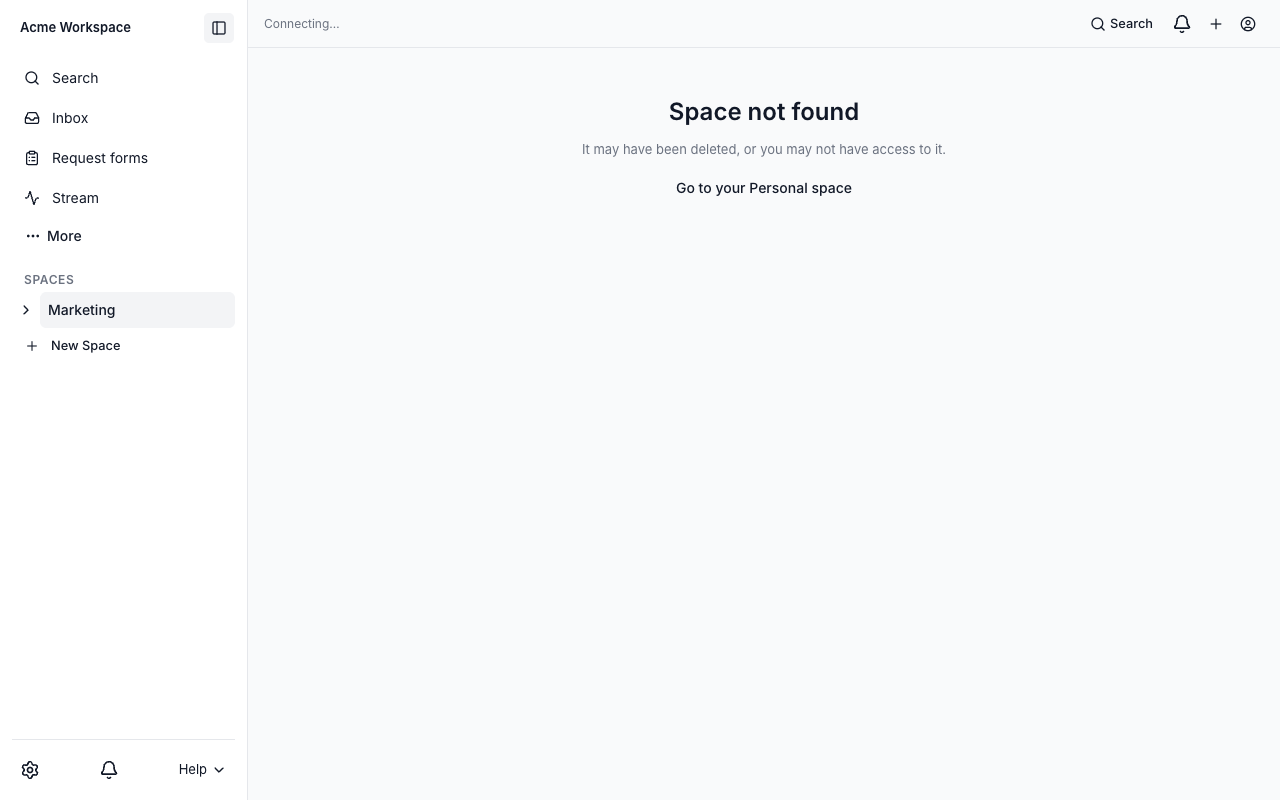 Acme Workspace
Search
Inbox
Request forms
Stream
More
SPACES
Marketing
New Space
Help
Connecting...
Search
Space not found
It may have been deleted, or you may not have access to it.
Go to your Personal space